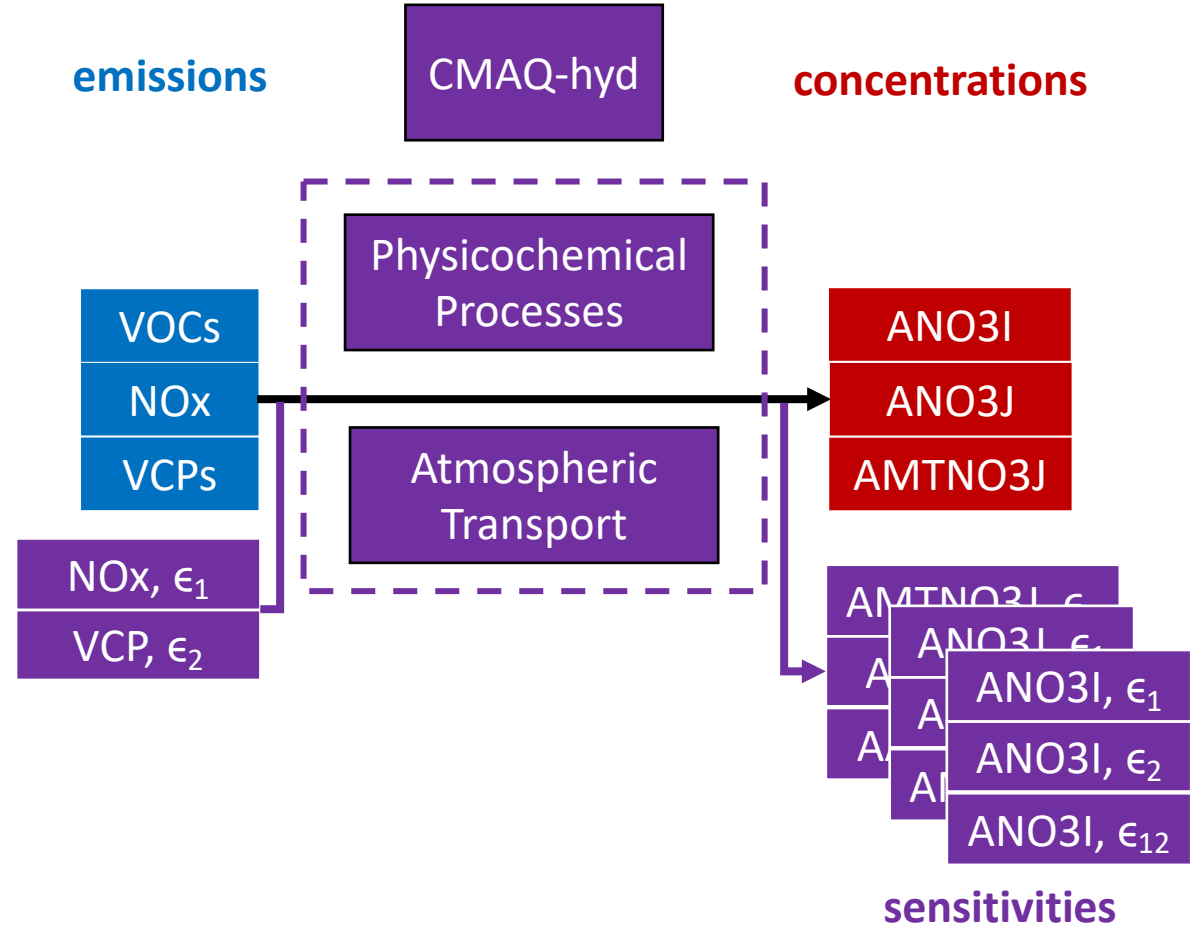 emissions
CMAQ-hyd
concentrations
Physicochemical
Processes
VOCs
NOx
VCPs
ANO3I
ANO3J
AMTNO3J
Atmospheric
Transport
NOx, ϵ₁
VCP, ϵ₂
ANO3I, ϵ₁
ANO3I, ϵ₂
ANO3I, ϵ₁₂
sensitivities